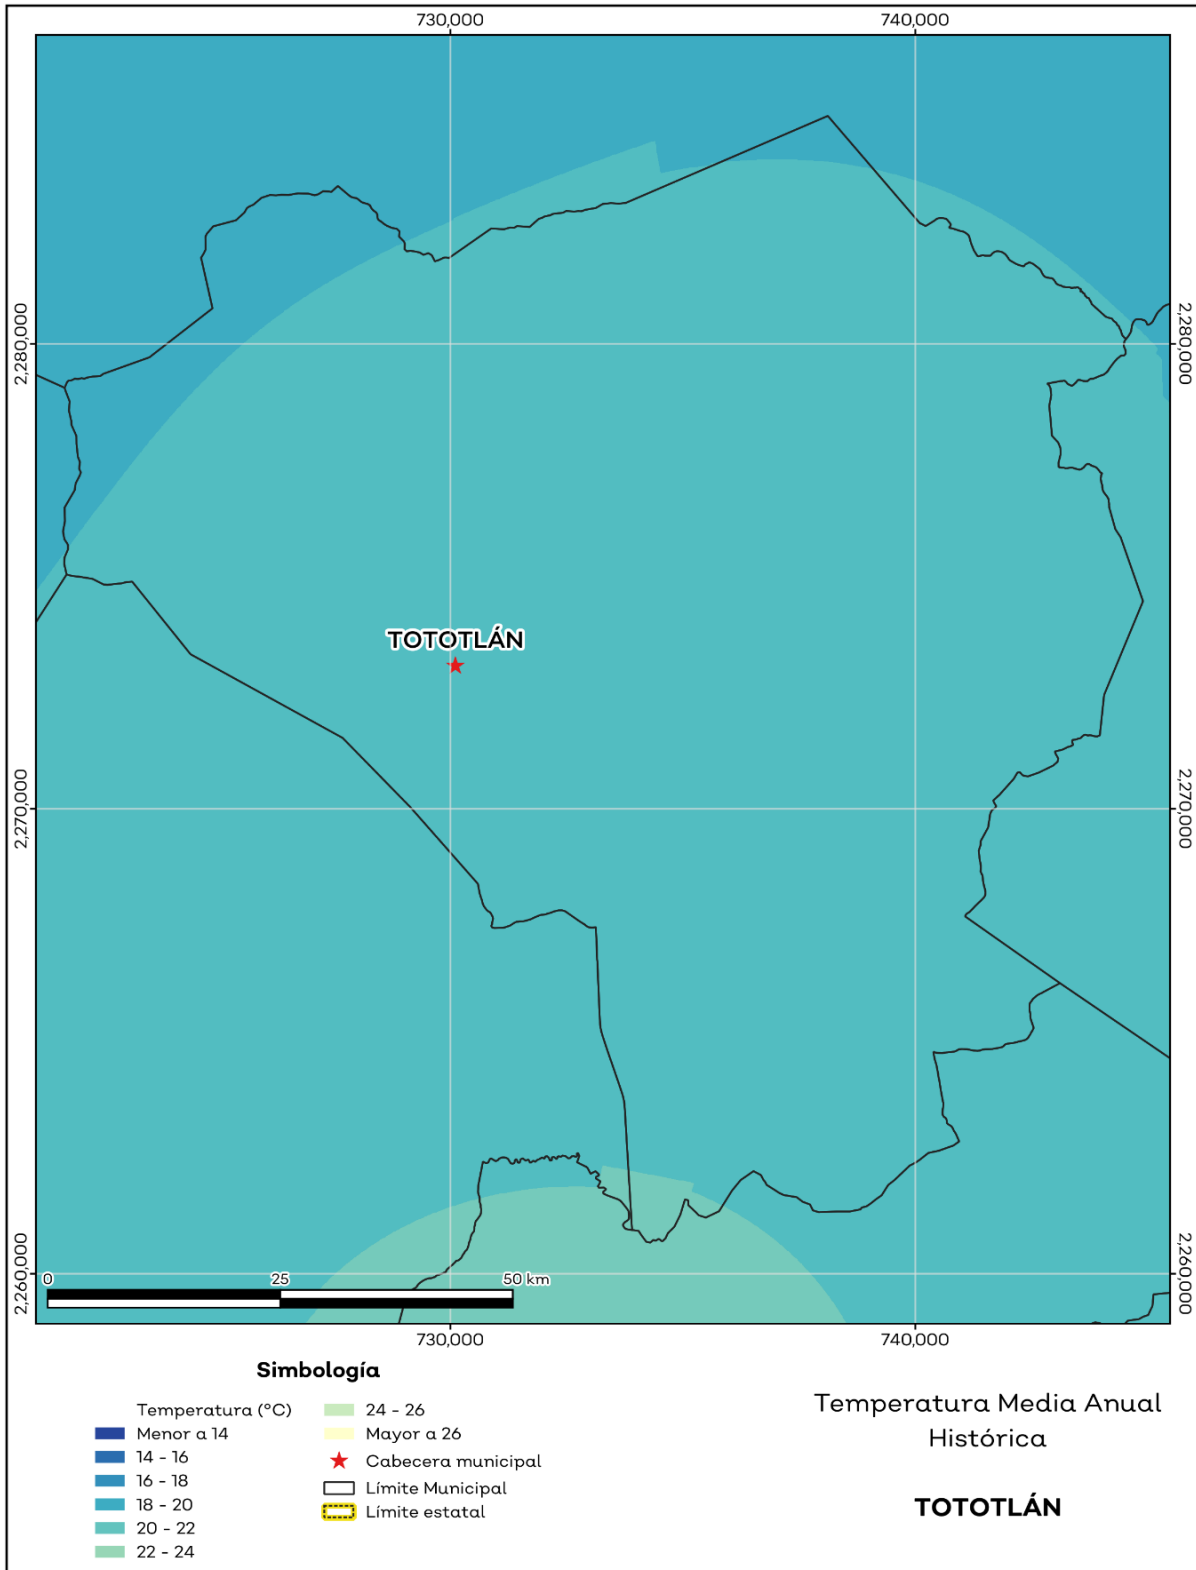 730,000 740,000
2,280,000 2,280,000
TOTOTLÁN
2,270,000 2,270,000
2,260,000 2,260,000
0 25 50 km
730,000 740,000
Simbología
Temperatura (°C)
Menor a 14
14 - 16
16 - 18
18 - 20
20 - 22
22 - 24
24 - 26
Mayor a 26
Cabecera municipal
Límite Municipal
Límite estatal
Temperatura Media Anual
Histórica
TOTOTLÁN